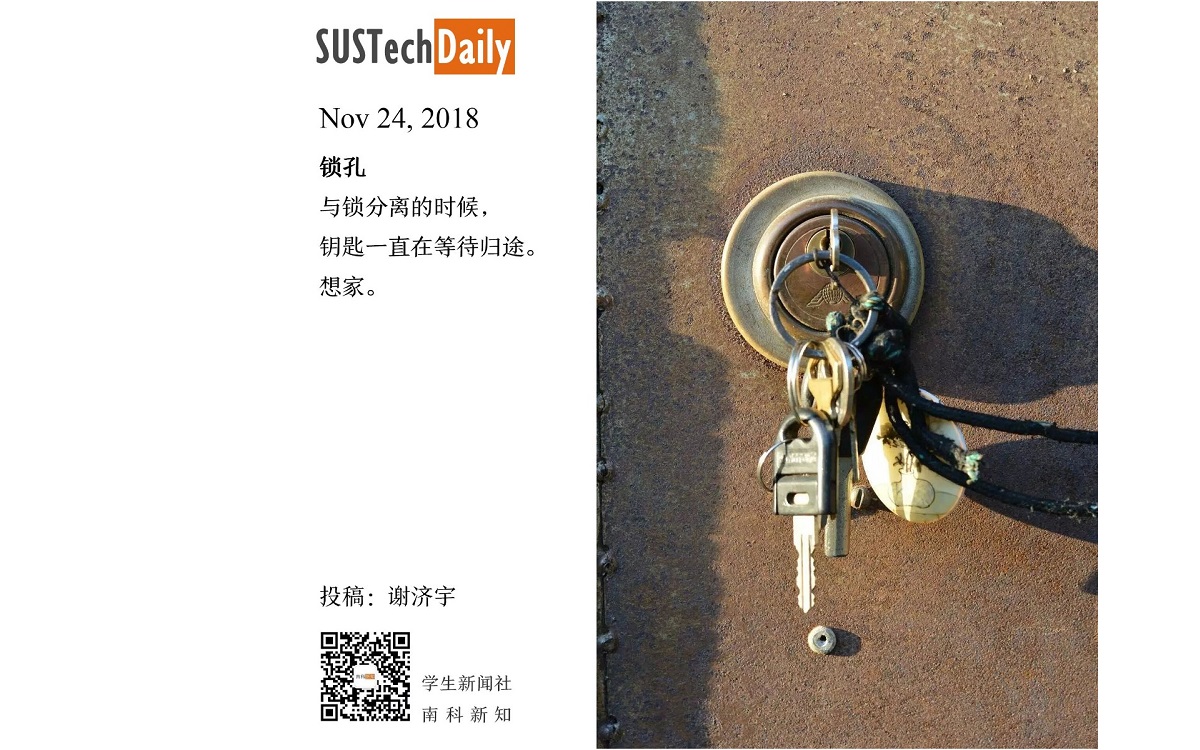 SUSTechDaily
Nov 24, 2018
锁孔
与锁分离的时候，
钥匙一直在等待归途。
想家。
投稿：谢济宇
学生新闻社
南科新知